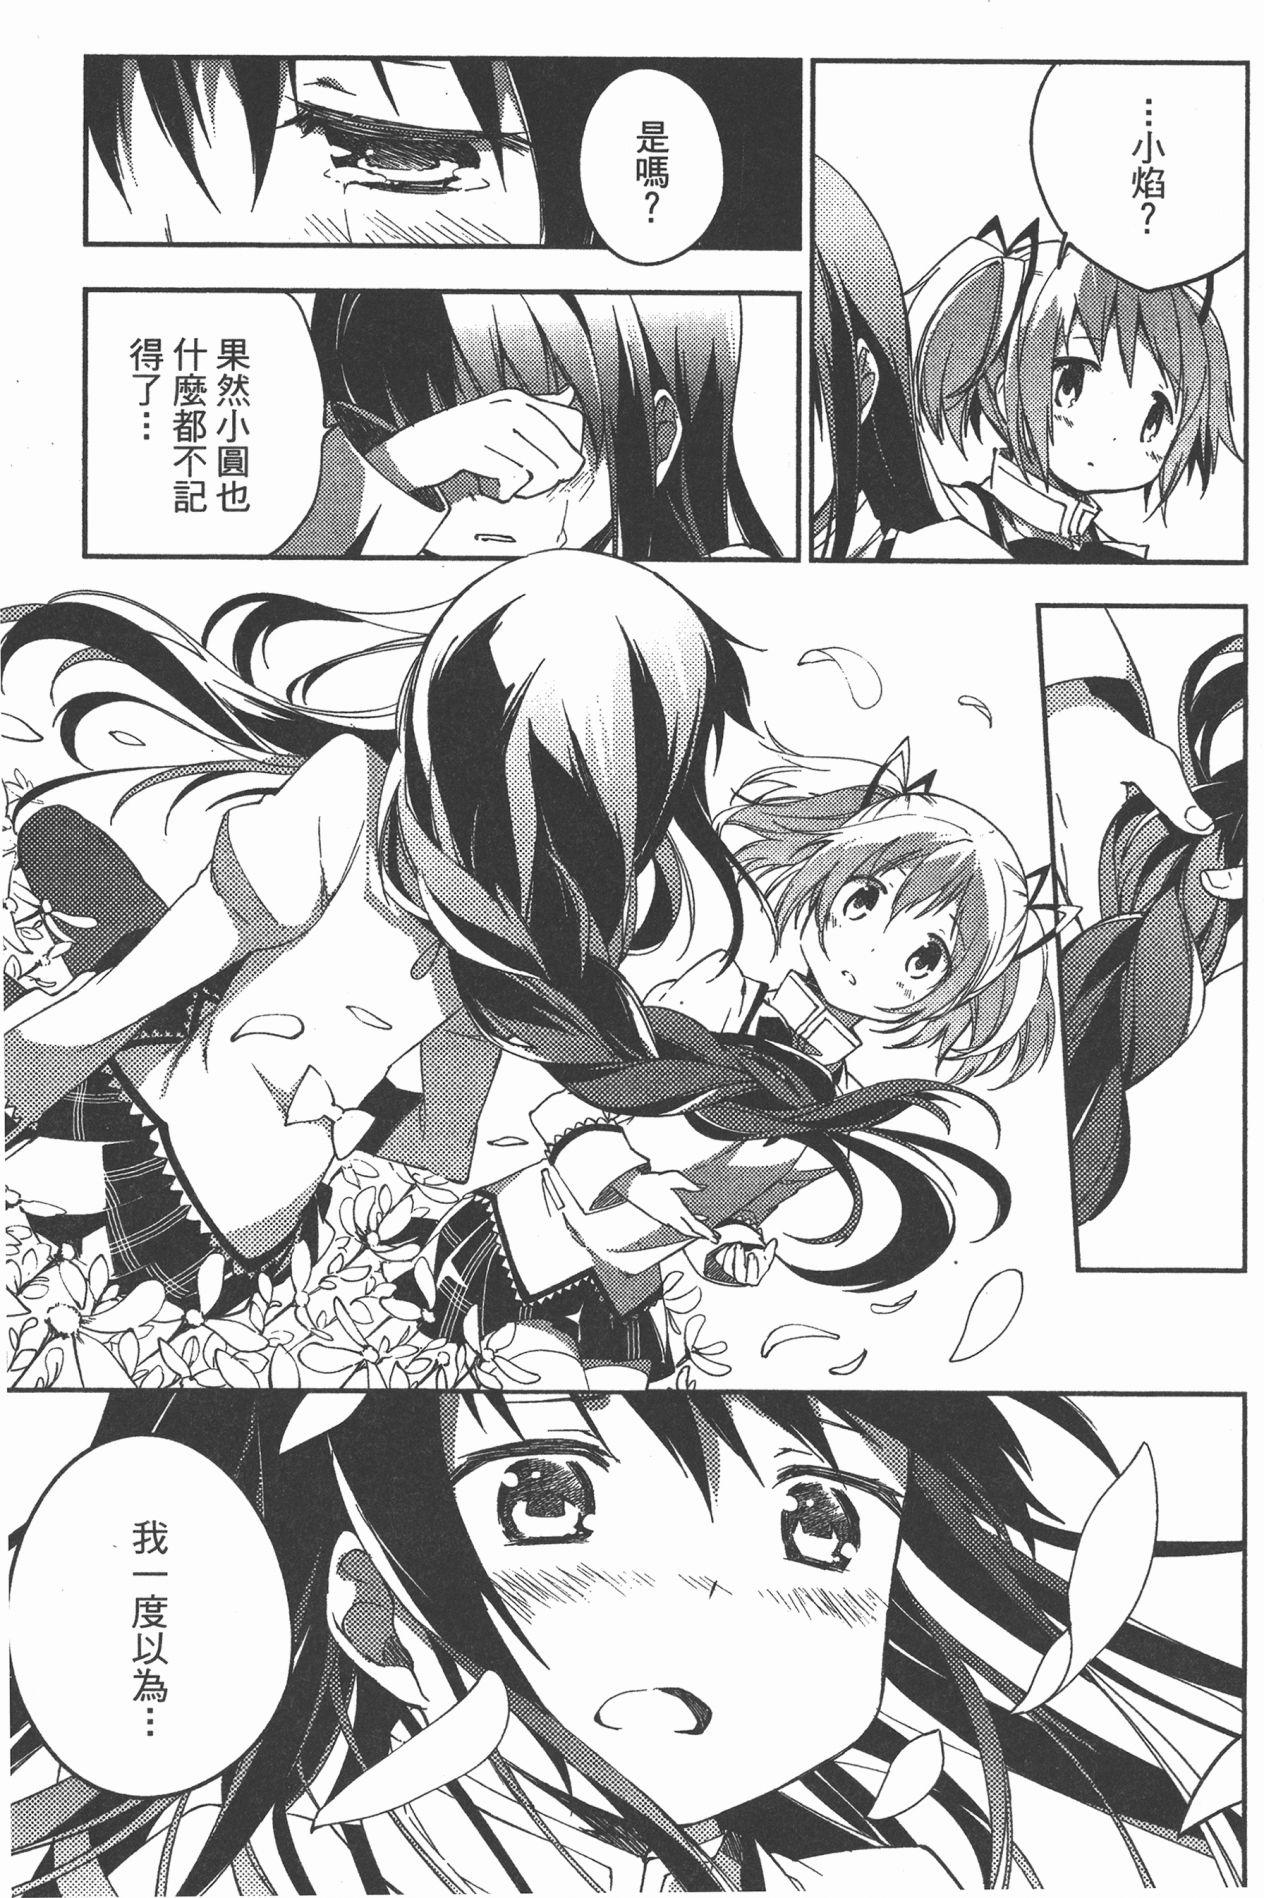 …小焰？
是嗎？
果然小圓也
什麼都不記
得了…
我一度以為…